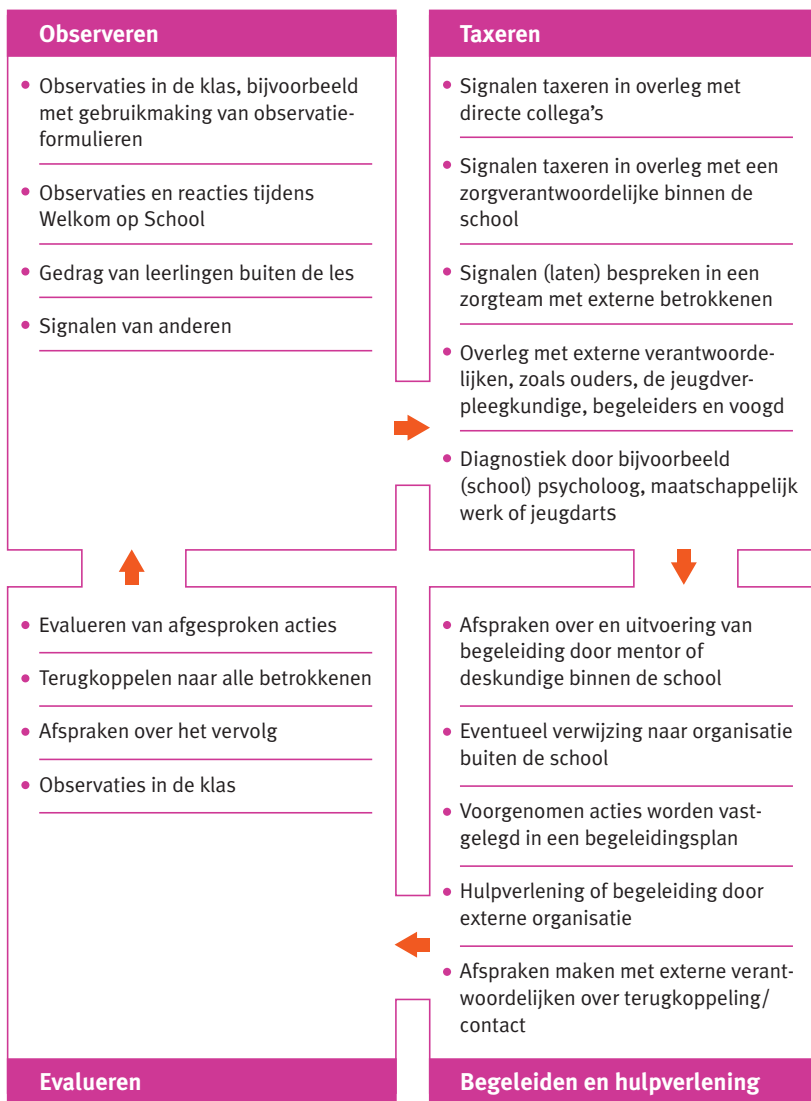 Observeren
• Observaties in de klas, bijvoorbeeld
met gebruikmaking van observatie-
formulieren
• Observaties en reacties tijdens
Welkom op School
• Gedrag van leerlingen buiten de les
• Signalen van anderen
Taxeren
• Signalen taxeren in overleg met
directe collega’s
• Signalen taxeren in overleg met een
zorgverantwoordelijke binnen de
school
• Signalen (laten) bespreken in een
zorgteam met externe betrokkenen
• Overleg met externe verantwoorde-
lijken, zoals ouders, de jeugdver-
pleegkundige, begeleiders en voogd
• Diagnostiek door bijvoorbeeld
(school) psycholoog, maatschappelijk
werk of jeugdarts
• Evalueren van afgesproken acties
• Terugkoppelen naar alle betrokkenen
• Afspraken over het vervolg
• Observaties in de klas
Evalueren
• Afspraken over en uitvoering van
begeleiding door mentor of
deskundige binnen de school
• Eventueel verwijzing naar organisatie
buiten de school
• Voorgenomen acties worden vast-
gelegd in een begeleidingsplan
• Hulpverlening of begeleiding door
externe organisatie
• Afspraken maken met externe verant-
woordelijken over terugkoppeling/
contact
Begeleiden en hulpverlening